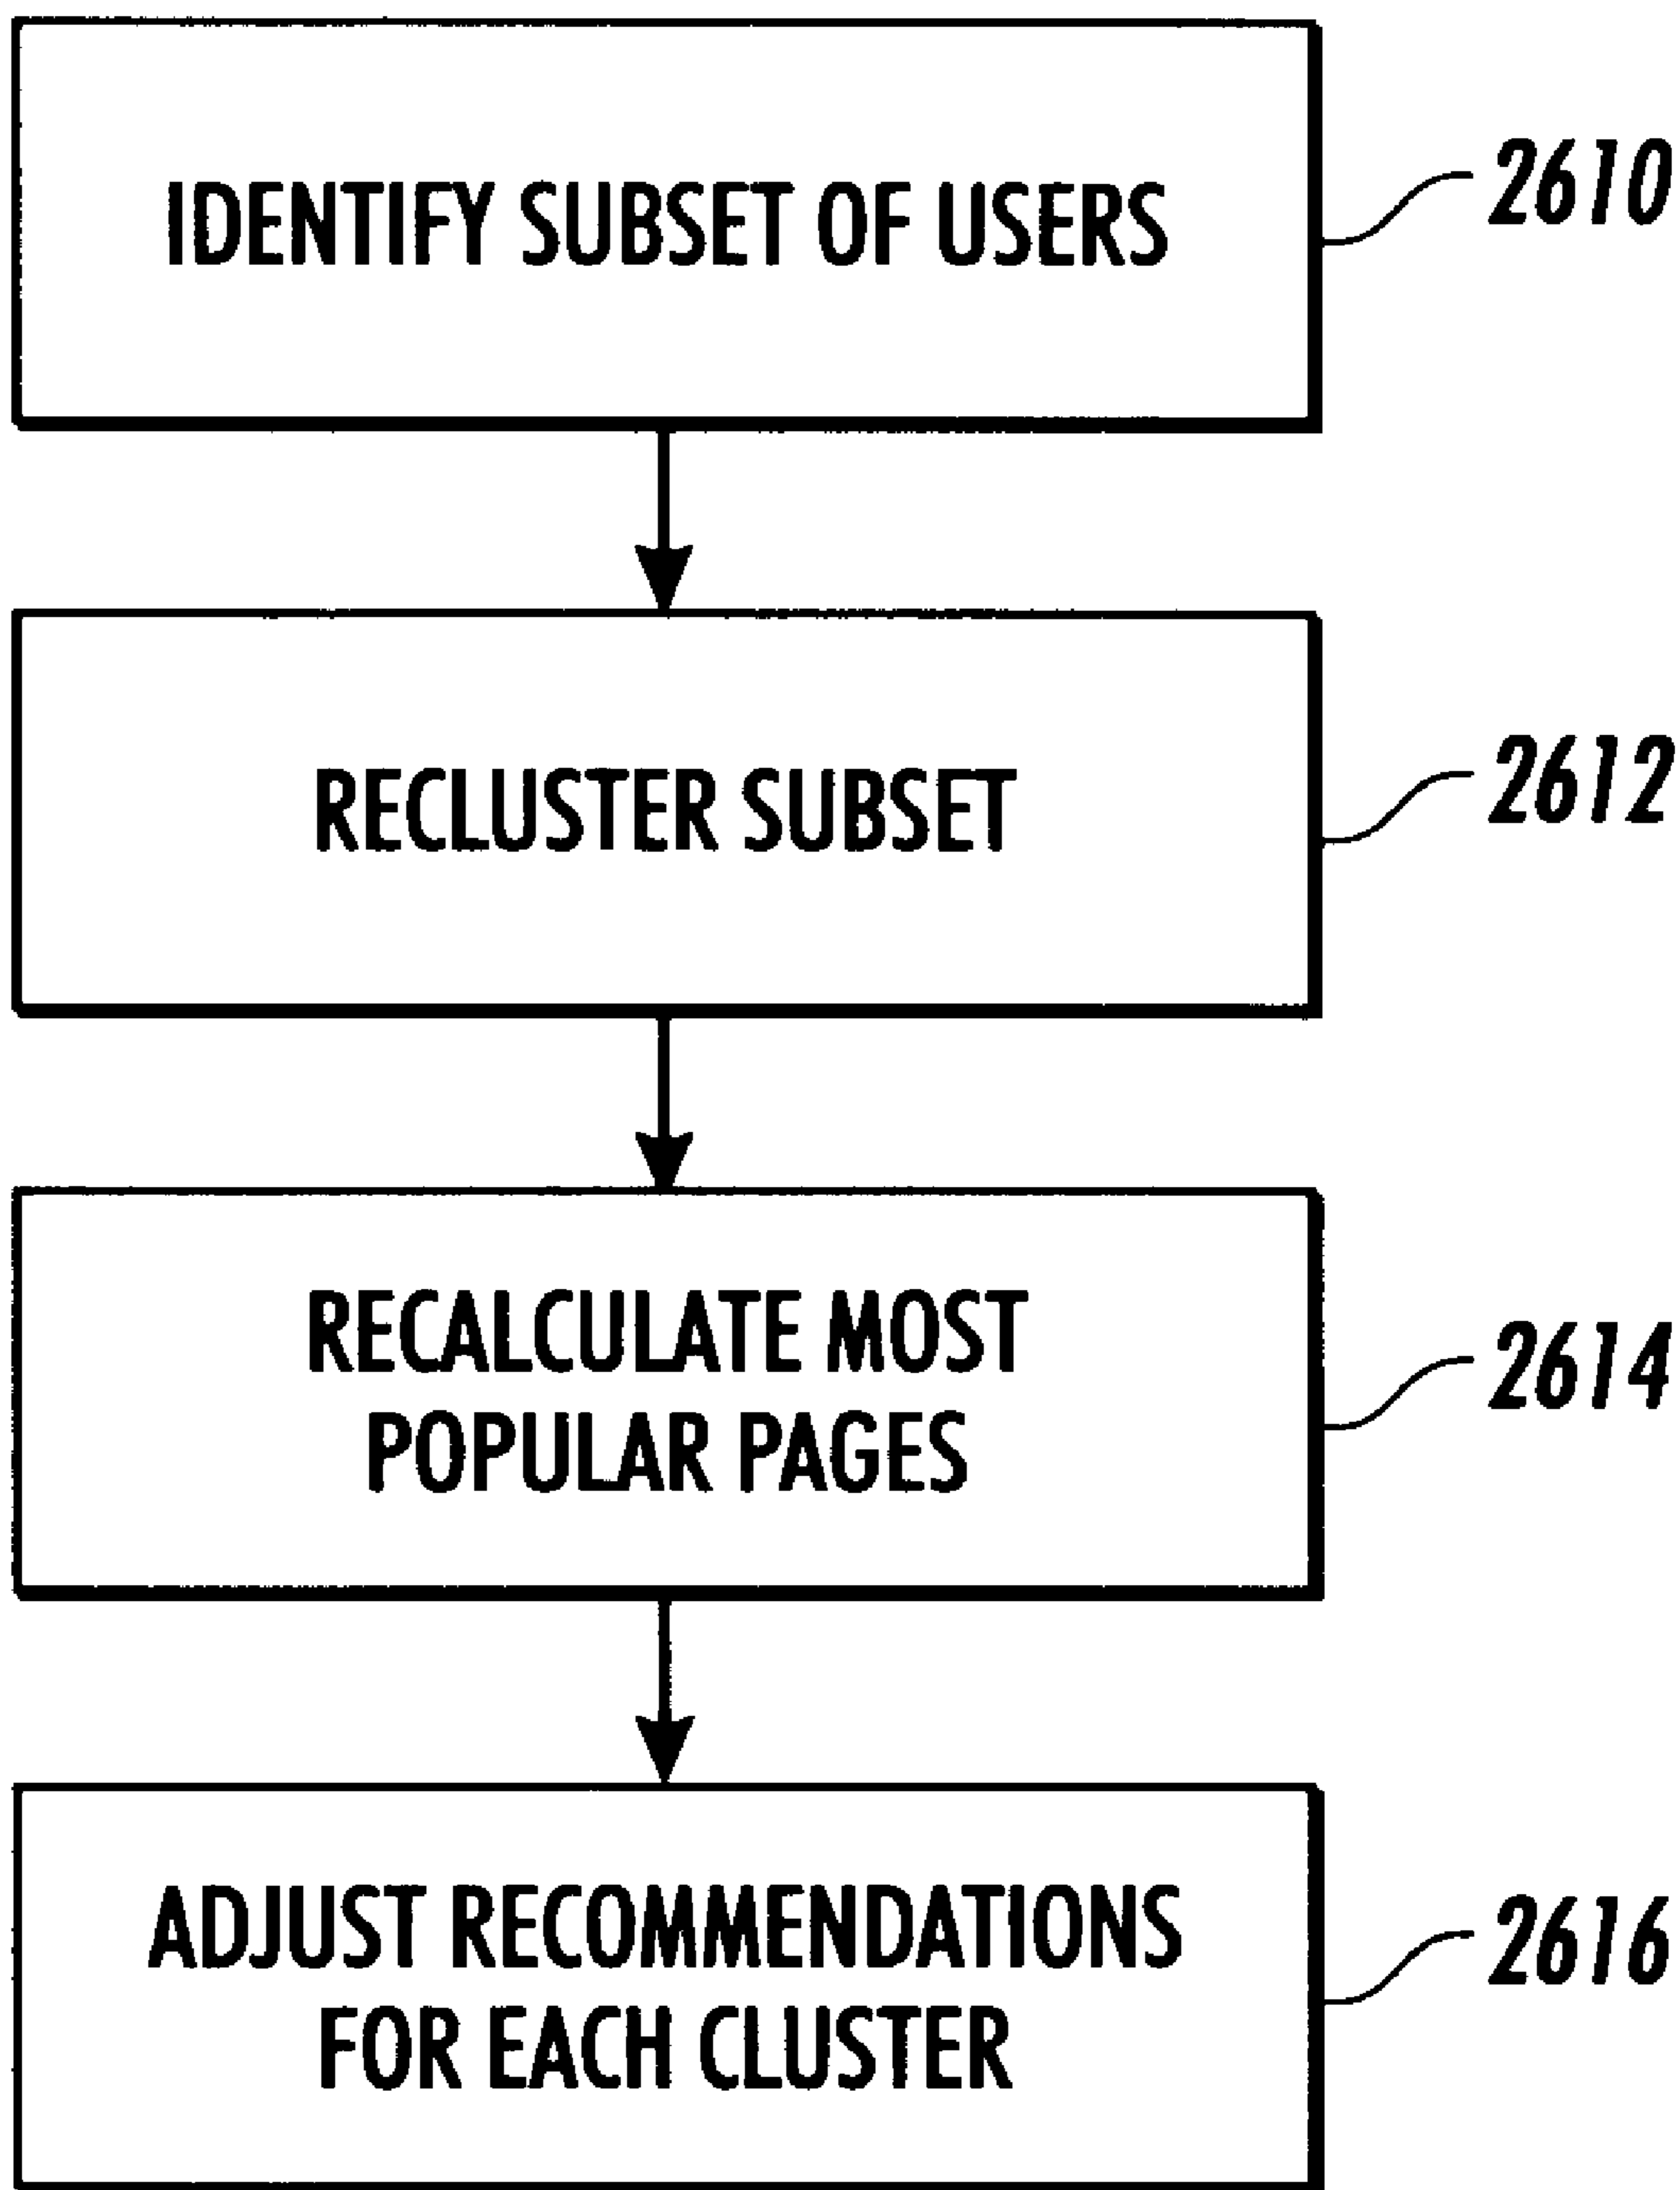 IDENTIFY SUBSET OF USERS
2610
RECLUSTER SUBSET
2612
RECALCULATE MOST
POPULAR PAGES
2614
ADJUST RECOMMENDATIONS
FOR EACH CLUSTER
2616